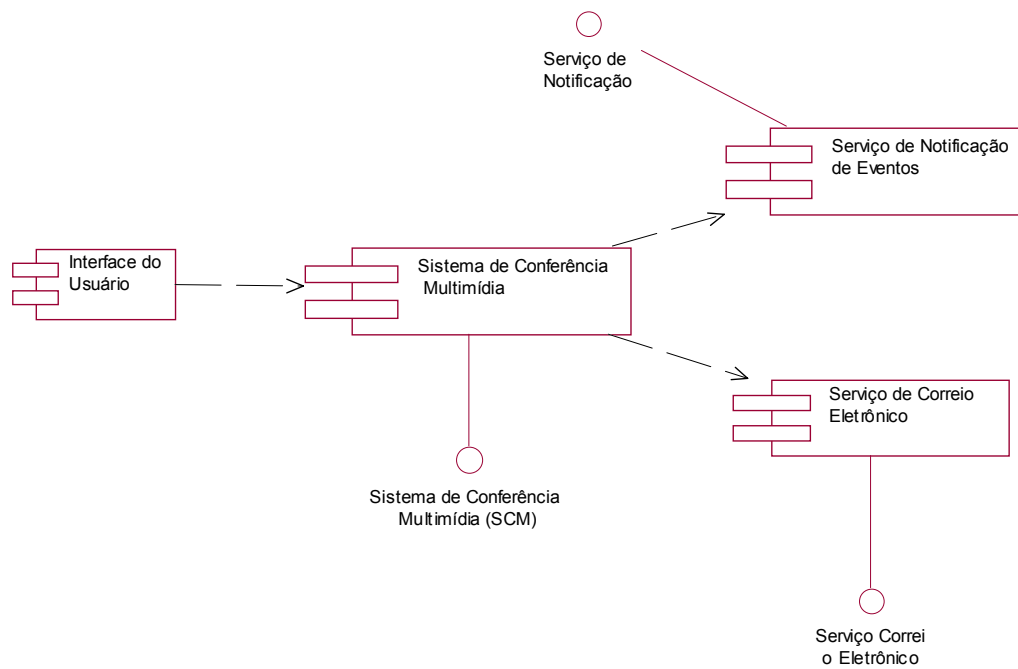 Serviço de
Notificação
Serviço de Notificação
de Eventos
Interface do
Usuário
Sistema de Conferência
Multimídia
Serviço de Correio
Eletrônico
Sistema de Conferência
Multimídia (SCM)
Serviço Correi
o Eletrônico